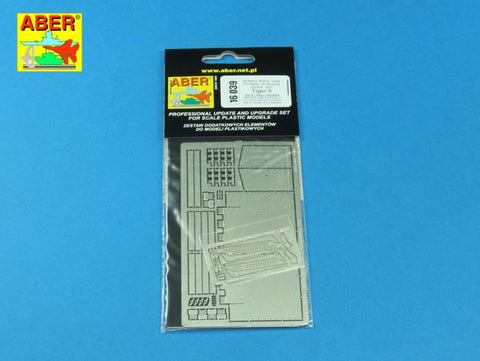 ABER
ABER
www.aber.net.pl
16 039
Tiger II
PROFESSIONAL UPDATE AND UPGRADE SET
FOR SCALE PLASTIC MODELS
ZESTAW DODATKOWYCH ELEMENTÓW
DO MODELI PLASTIKOWYCH